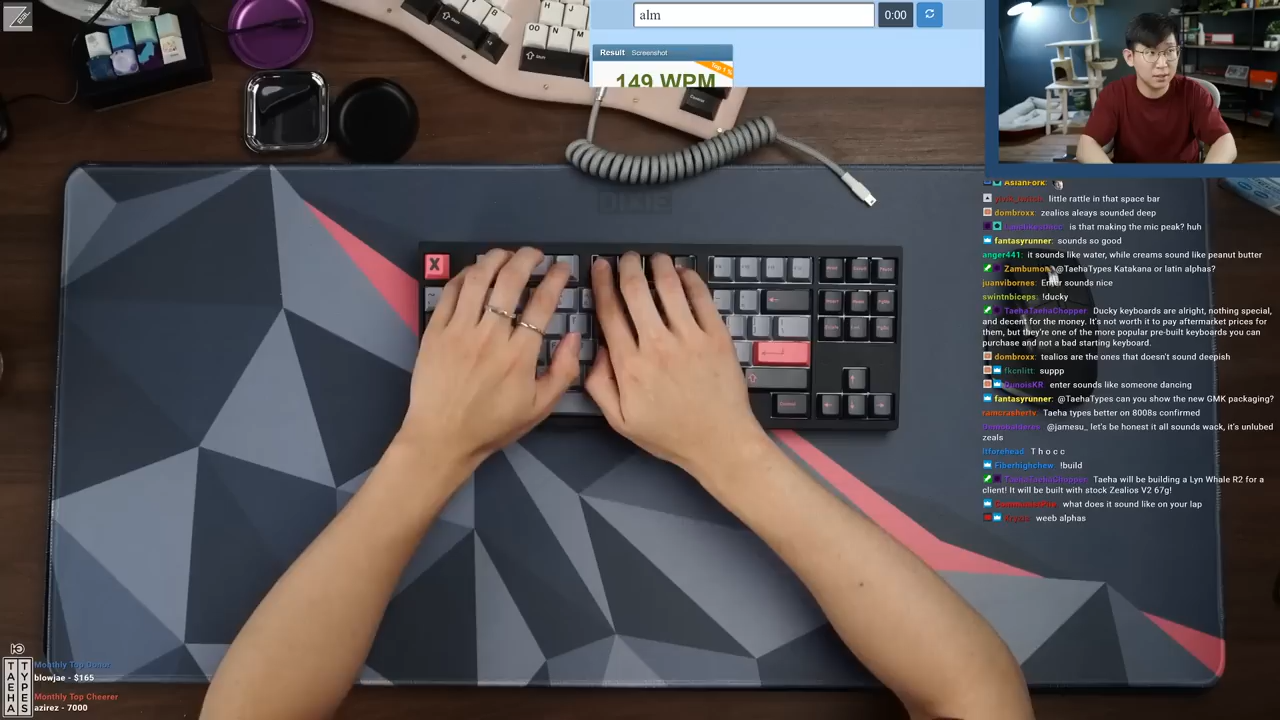 alm
0:00
Result Screenshot
Top 1 %
149 WPM
AsianFork:
little rattle in that space bar
dombroxx: zealios aleays sounded deep
is that making the mic peak? huh
fantasyrunner: sounds so good
anger441: it sounds like water, while creams sound like peanut butter
Zambumon: @TaehaTypes Katakana or latin alphas?
juanvibornes: Enter sounds nice
swintnbiceps: !ducky
TaehaTaehaChopper: Ducky keyboards are alright, nothing special,
and decent for the money. It's not worth it to pay aftermarket prices for
them, but they're one of the more popular pre-built keyboards you can
purchase and not a bad starting keyboard.
dombroxx: tealios are the ones that doesn't sound deepish
fkcnlitt: suppp
DunoisKR: enter sounds like someone dancing
fantasyrunner: @TaehaTypes can you show the new GMK packaging?
ramcrashertv: Taeha types better on 8008s confirmed
@jamesu_ let's be honest it all sounds wack, it's unlubed
zeals
ltforehead: T h o c c
Fiberhighchew: !build
TaehaTaehaChopper: Taeha will be building a Lyn Whale R2 for a
client! It will be built with stock Zealios V2 67g!
what does it sound like on your lap
weeb alphas
X
TAEHA
TYPES
Monthly Top Donor
blowjae - $165
Monthly Top Cheerer
azirez - 7000